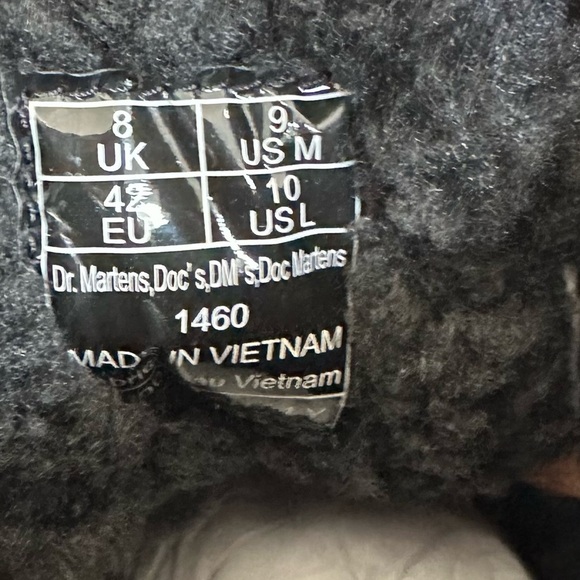 8 UK 9 US M
42 EU 10 US L
Dr. Martens,Doc's,DM's,Doc Martens
1460
MADE IN VIETNAM
Vietnam